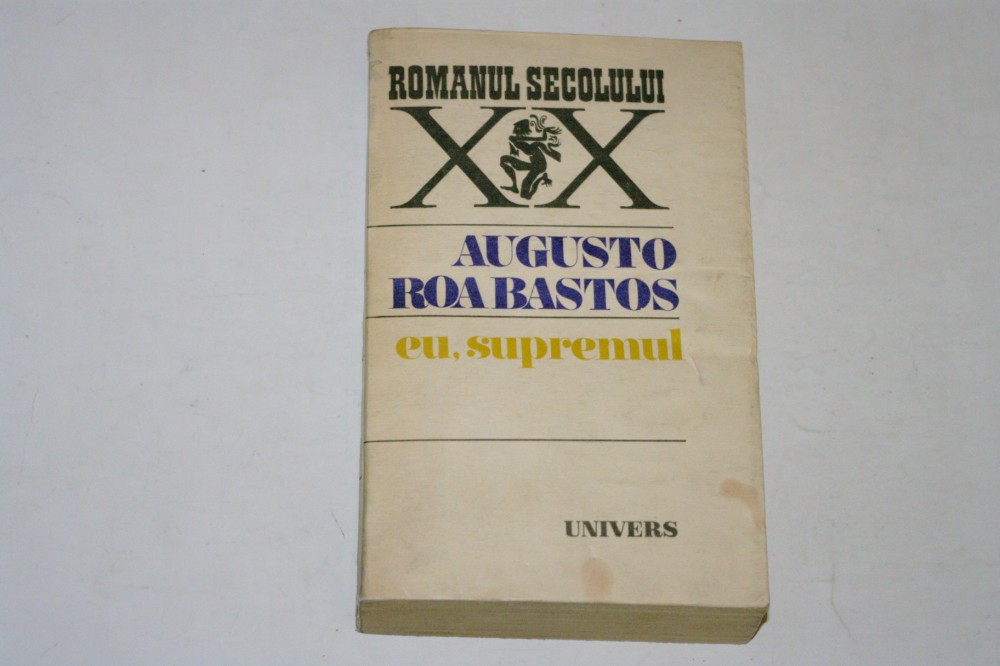 ROMANUL SECOLULUI
XX
AUGUSTO
ROA BASTOS
eu, supremul
UNIVERS